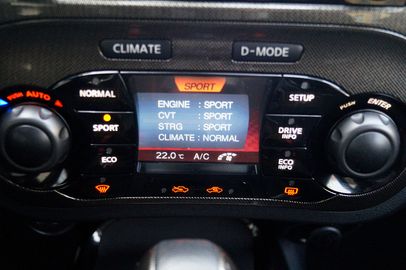 CLIMATE
D-MODE
PUSH AUTO
NORMAL
SPORT
ECO
SPORT
ENGINE : SPORT
CVT : SPORT
STRG : SPORT
CLIMATE : NORMAL
22.0°C A/C
SETUP
DRIVE
INFO
ECO
INFO
PUSH ENTER